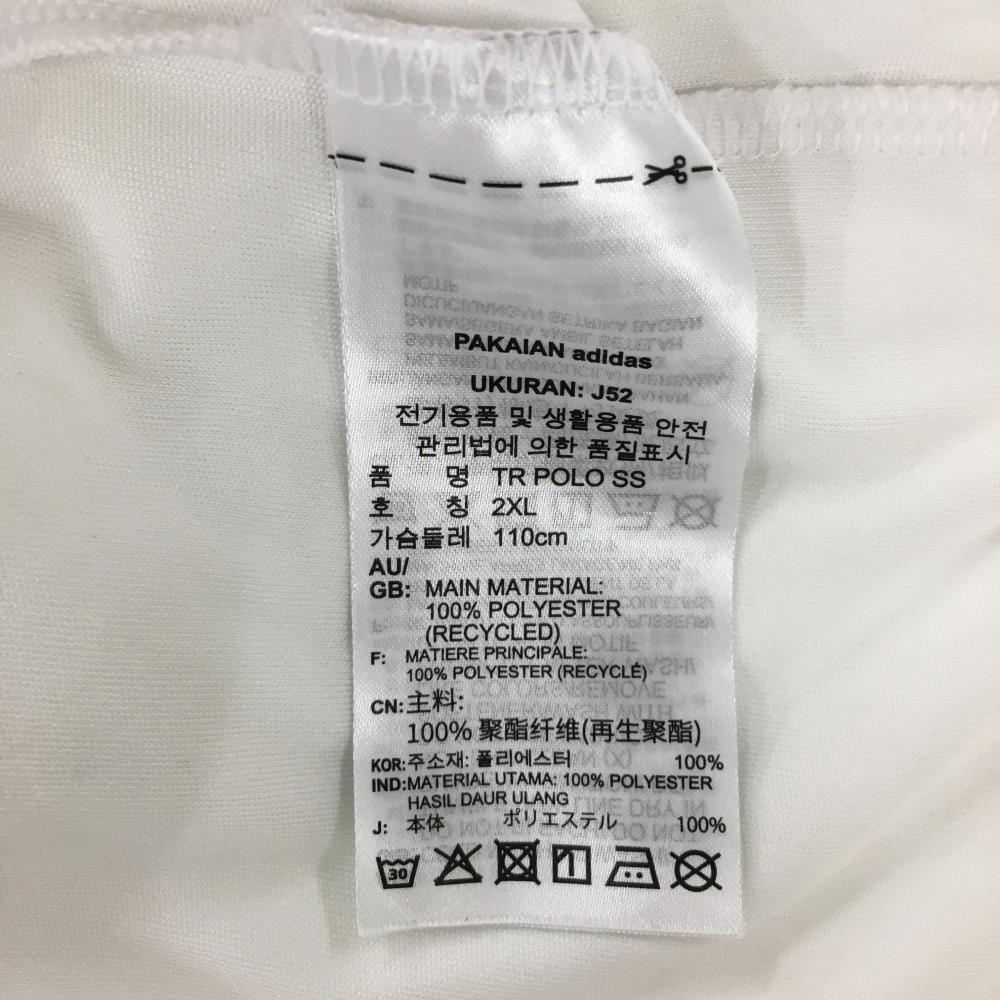 PAKAIAN adidas
UKURAN: J52
전기용품 및 생활용품 안전
관리법에 의한 품질표시
품 명 TR POLO SS
호 칭 2XL
가슴둘레 110cm
AU/
GB: MAIN MATERIAL:
100% POLYESTER
(RECYCLED)
F: MATIERE PRINCIPALE:
100% POLYESTER (RECYCLÉ)
CN: 主料:
100% 聚酯纤维(再生聚酯)
KOR: 주소재: 폴리에스터 100%
IND: MATERIAL UTAMA: 100% POLYESTER
HASIL DAUR ULANG
J: 本体 ポリエステル 100%
30